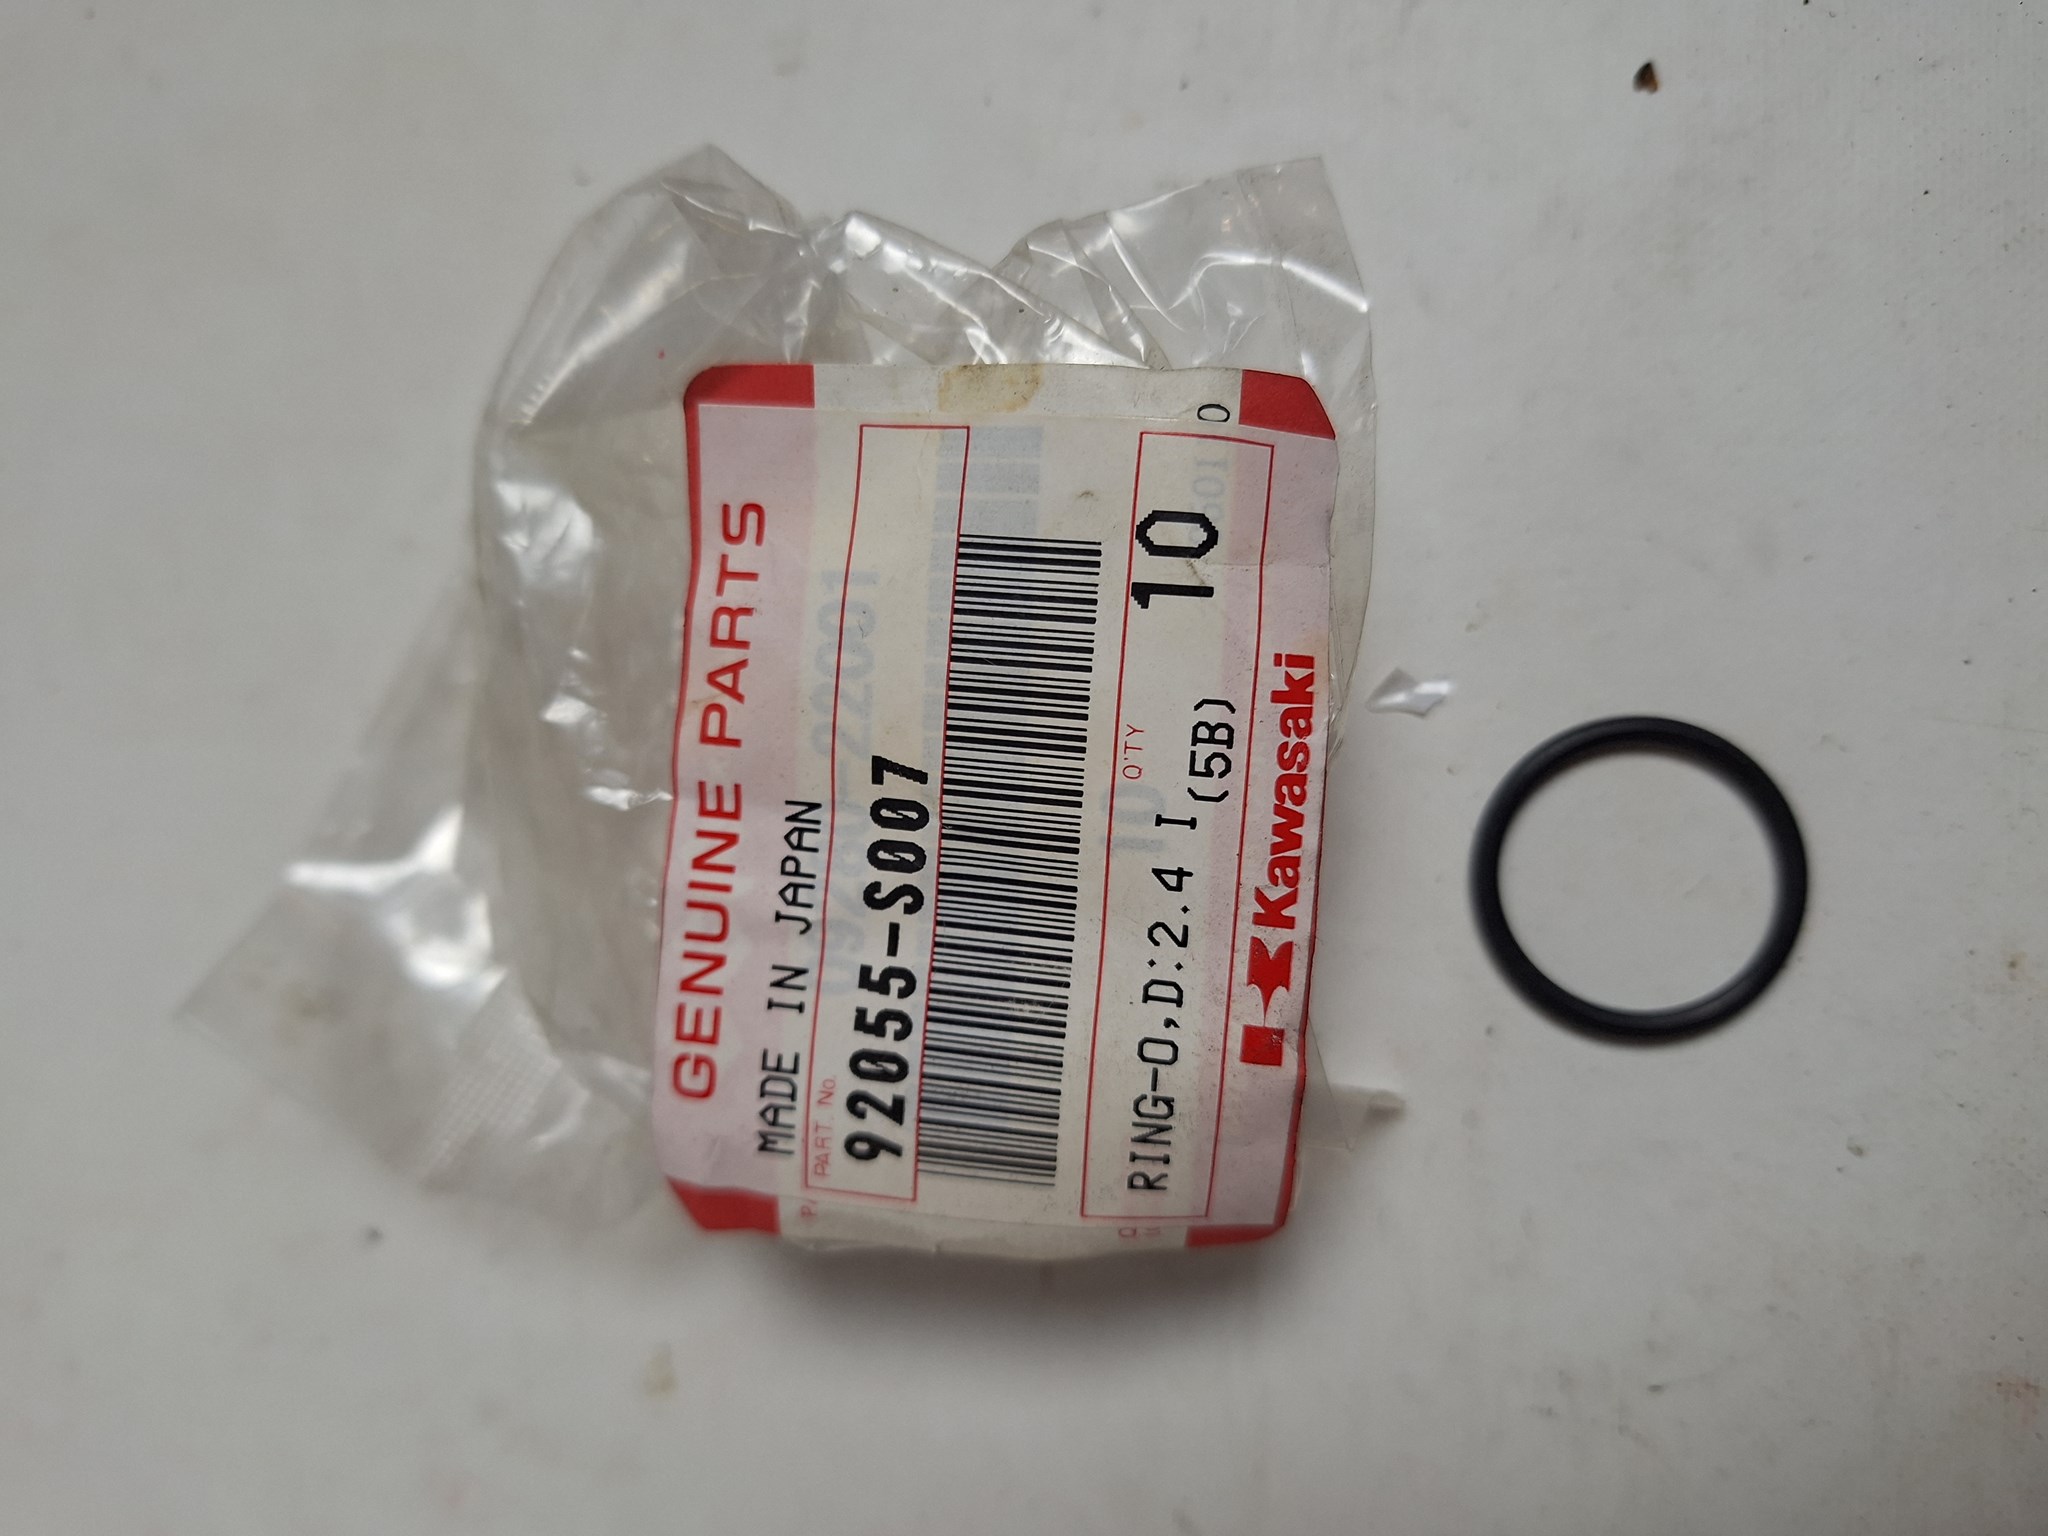 GENUINE PARTS
MADE IN JAPAN
PART. No.
92055-S007
Q'TY
10
RING-O,D:2.4 I (5B)
Kawasaki